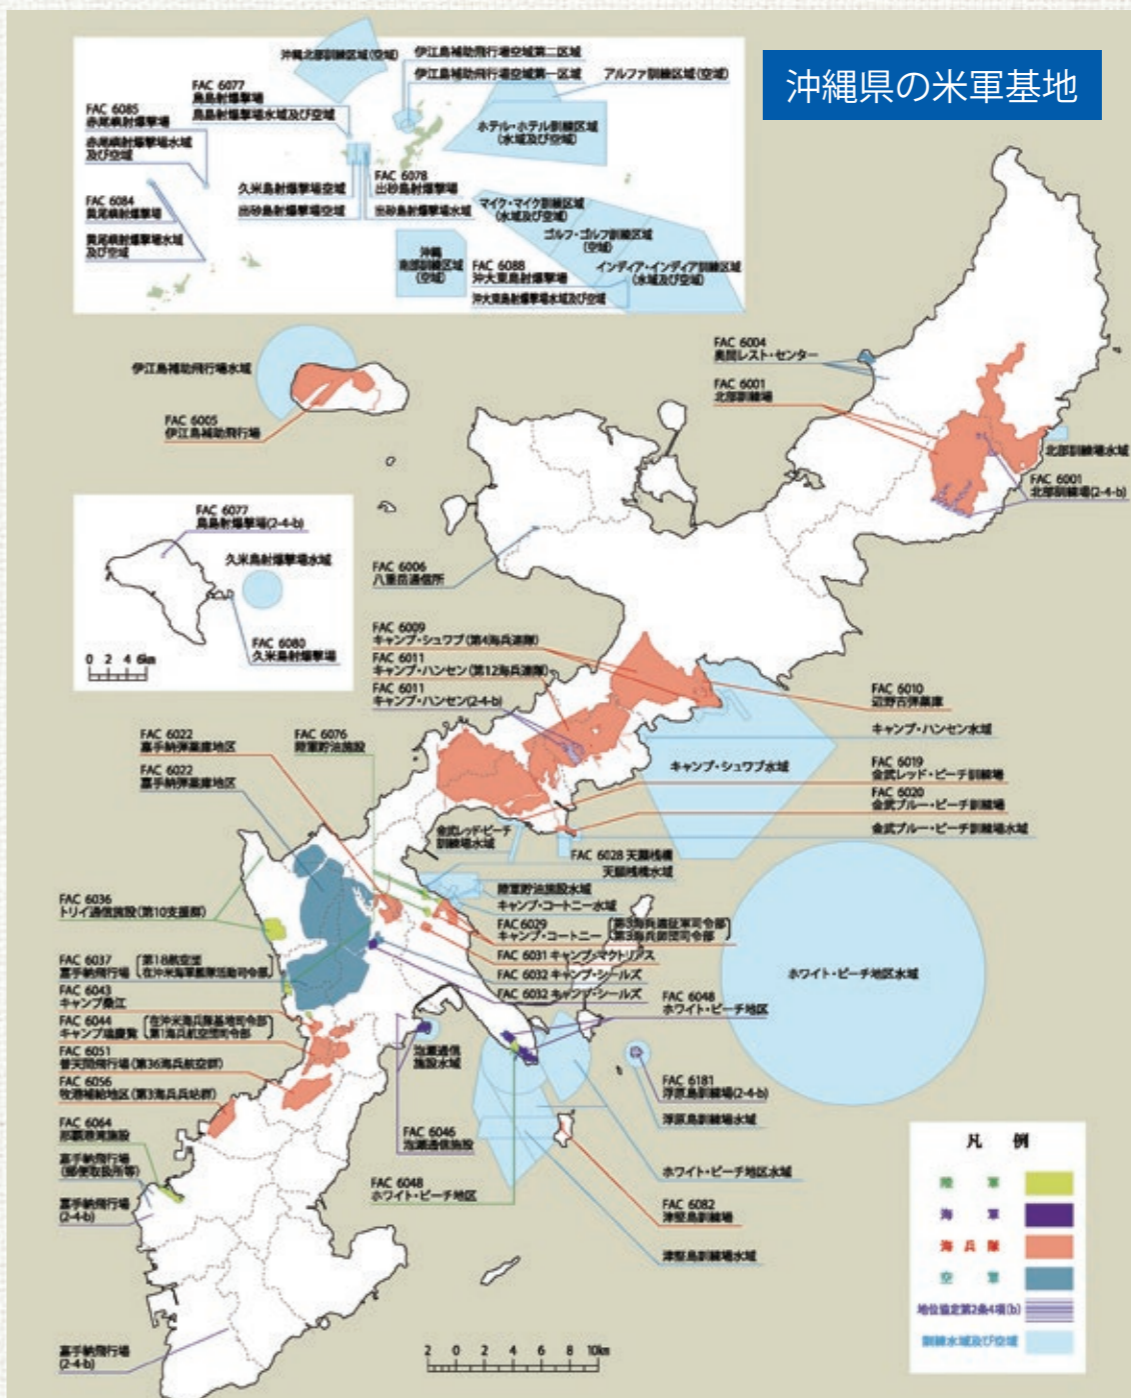 沖縄県の米軍基地
沖縄北部訓練区域(空域)
伊江島補助飛行場空域第二区域
伊江島補助飛行場空域第一区域
アルファ訓練区域(空域)
FAC 6077
鳥島射爆撃場
鳥島射爆撃場水域及び空域
FAC 6085
赤尾嶼射爆撃場
赤尾嶼射爆撃場水域
及び空域
ホテル・ホテル訓練区域
(水域及び空域)
FAC 6084
黄尾嶼射爆撃場
黄尾嶼射爆撃場水域
及び空域
久米島射爆撃場空域
出砂島射爆撃場空域
FAC 6078
出砂島射爆撃場
出砂島射爆撃場水域
マイク・マイク訓練区域
(水域及び空域)
ゴルフ・ゴルフ訓練区域
(空域)
インディア・インディア訓練区域
(水域及び空域)
沖縄
南部訓練区域
(空域)
FAC 6088
沖大東島射爆撃場
沖大東島射爆撃場水域及び空域
伊江島補助飛行場水域
FAC 6005
伊江島補助飛行場
FAC 6004
奥間レスト・センター
FAC 6001
北部訓練場
北部訓練場水域
FAC 6001
北部訓練場(2-4-b)
FAC 6077
鳥島射爆撃場(2-4-b)
久米島射爆撃場水域
FAC 6080
久米島射爆撃場
0 2 4 6km
FAC 6006
八重岳通信所
FAC 6009
キャンプ・シュワブ(第4海兵連隊)
FAC 6011
キャンプ・ハンセン(第12海兵連隊)
FAC 6011
キャンプ・ハンセン(2-4-b)
FAC 6010
辺野古弾薬庫
キャンプ・ハンセン水域
キャンプ・シュワブ水域
FAC 6019
金武レッド・ビーチ訓練場
FAC 6020
金武ブルー・ビーチ訓練場
金武ブルー・ビーチ訓練場水域
FAC 6022
嘉手納弾薬庫地区
FAC 6076
陸軍貯油施設
FAC 6022
嘉手納弾薬庫地区
金武レッド・ビーチ
訓練場水域
FAC 6028 天願桟橋
天願桟橋水域
陸軍貯油施設水域
キャンプ・コートニー水域
FAC 6029
キャンプ・コートニー
第3海兵遠征軍司令部
第3海兵師団司令部
FAC 6031 キャンプ・マクトリアス
FAC 6032 キャンプ・シールズ
FAC 6032 キャンプ・シールズ
FAC 6036
トリイ通信施設(第10支援群)
FAC 6037
嘉手納飛行場
第18航空団
在沖米海軍艦隊活動司令部
FAC 6043
キャンプ桑江
FAC 6044
キャンプ瑞慶覧
在沖米海兵隊基地司令部
第1海兵航空団司令部
FAC 6051
普天間飛行場(第36海兵航空群)
FAC 6056
牧港補給地区(第3海兵兵站群)
FAC 6064
那覇港湾施設
嘉手納飛行場
(郵便取扱所等)
嘉手納飛行場
(2-4-b)
嘉手納飛行場
(2-4-b)
泡瀬通信
施設水域
FAC 6046
泡瀬通信施設
FAC 6048
ホワイト・ビーチ地区
FAC 6048
ホワイト・ビーチ地区
ホワイト・ビーチ地区水域
FAC 6181
浮原島訓練場(2-4-b)
浮原島訓練場水域
ホワイト・ビーチ地区水域
FAC 6082
津堅島訓練場
津堅島訓練場水域
2 0 2 4 6 8 10km
凡例
陸軍
海軍
海兵隊
空軍
地位協定第2条4項(b)
訓練水域及び空域